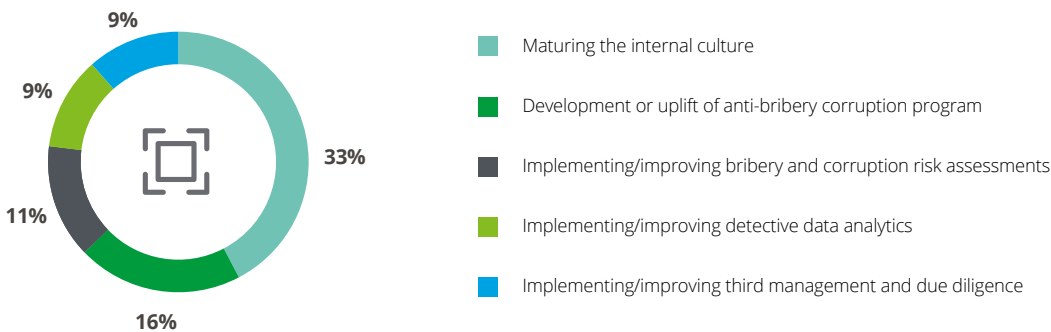 9%
9%
33%
11%
16%
Maturing the internal culture
Development or uplift of anti-bribery corruption program
Implementing/improving bribery and corruption risk assessments
Implementing/improving detective data analytics
Implementing/improving third management and due diligence